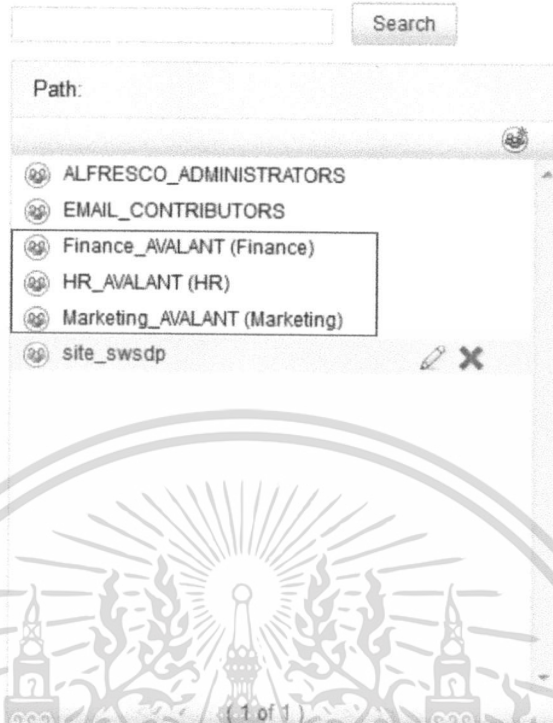 Search
Path:
ALFRESCO_ADMINISTRATORS
EMAIL_CONTRIBUTORS
Finance_AVALANT (Finance)
HR_AVALANT (HR)
Marketing_AVALANT (Marketing)
site_swsdp
( 1 of 1 )